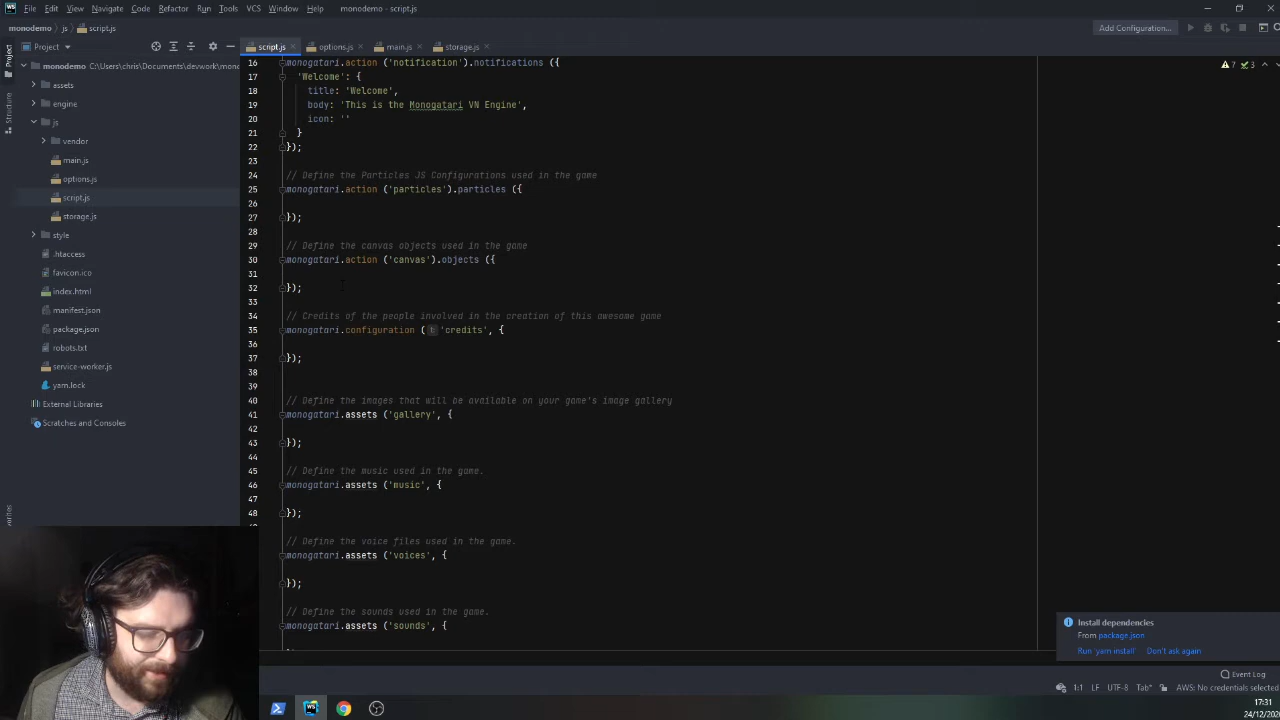 WS File Edit View Navigate Code Refactor Run Tools VCS Window Help monodemo - script.js
monodemo js script.js Add Configuration...
Project script.js options.js main.js storage.js
monodemo C:\Users\chris\Documents\devwork\mono
assets
engine
js
vendor
main.js
options.js
script.js
storage.js
style
.htaccess
favicon.ico
index.html
manifest.json
package.json
robots.txt
service-worker.js
yarn.lock
External Libraries
Scratches and Consoles
Project
Structure
7 3
16 monogatari.action ('notification').notifications ({
17 'Welcome': {
18 title: 'Welcome',
19 body: 'This is the Monogatari VN Engine',
20 icon: ''
21 }
22 });
23
24 // Define the Particles JS Configurations used in the game
25 monogatari.action ('particles').particles ({
26
27 });
28
29 // Define the canvas objects used in the game
30 monogatari.action ('canvas').objects ({
31
32 });
33
34 // Credits of the people involved in the creation of this awesome game
35 monogatari.configuration ( t: 'credits', {
36
37 });
38
39
40 // Define the images that will be available on your game's image gallery
41 monogatari.assets ('gallery', {
42
43 });
44
45 // Define the music used in the game.
46 monogatari.assets ('music', {
47
48 });
// Define the voice files used in the game.
monogatari.assets ('voices', {
});
// Define the sounds used in the game.
monogatari.assets ('sounds', {
Install dependencies
From package.json
Run 'yarn install' Don't ask again
Event Log
1:1 LF UTF-8 Tab* AWS: No credentials selected
WS
17:31